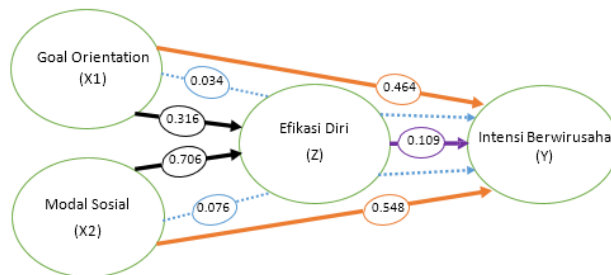 Goal Orientation
(X1)
0.034
0.464
0.316
Efikasi Diri
(Z)
0.109
Intensi Berwirusaha
(Y)
0.706
Modal Sosial
(X2)
0.076
0.548